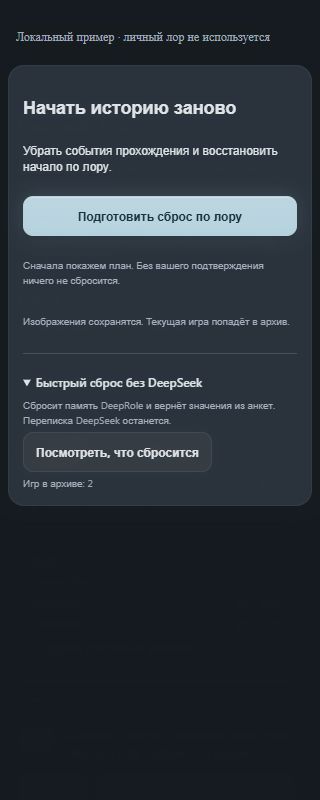 Локальный пример · личный лор не используется
Начать историю заново
Убрать события прохождения и восстановить
начало по лору.
Подготовить сброс по лору
Сначала покажем план. Без вашего подтверждения
ничего не сбросится.
Изображения сохранятся. Текущая игра попадёт в архив.
▼ Быстрый сброс без DeepSeek
Сбросит память DeepRole и вернёт значения из анкет.
Переписка DeepSeek останется.
Посмотреть, что сбросится
Игр в архиве: 2